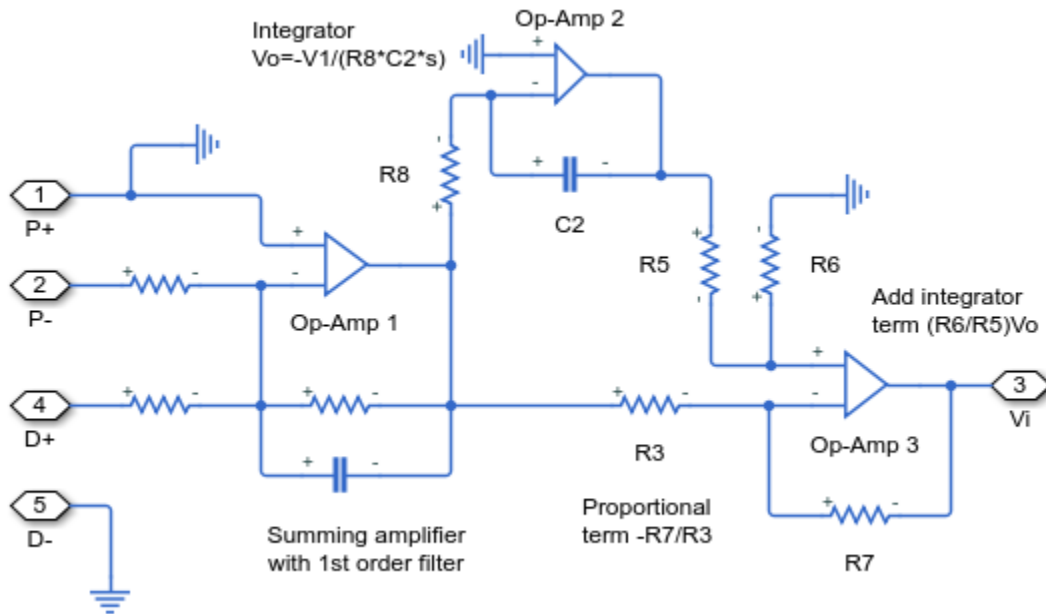 Op-Amp 2
Integrator
Vo=-V1/(R8*C2*s)
+
-
-
R8
+
+
-
C2
1
P+
+
-
2
P-
+
-
Op-Amp 1
+
R5
-
-
R6
+
Add integrator
term (R6/R5)Vo
+
-
4
D+
+
-
+
-
+
-
R3
+
-
Op-Amp 3
3
Vi
5
D-
+
-
Summing amplifier
with 1st order filter
Proportional
term -R7/R3
R7